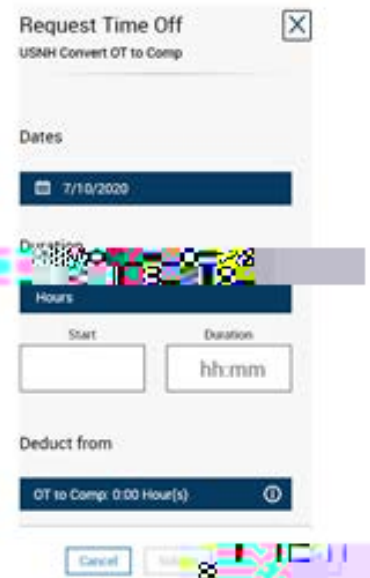 Request Time Off
USNH Convert OT to Comp
Dates
7/10/2020
Duration
Hours
Start Duration
hh:mm
Deduct from
OT to Comp: 0:00 Hour(s)
Cancel